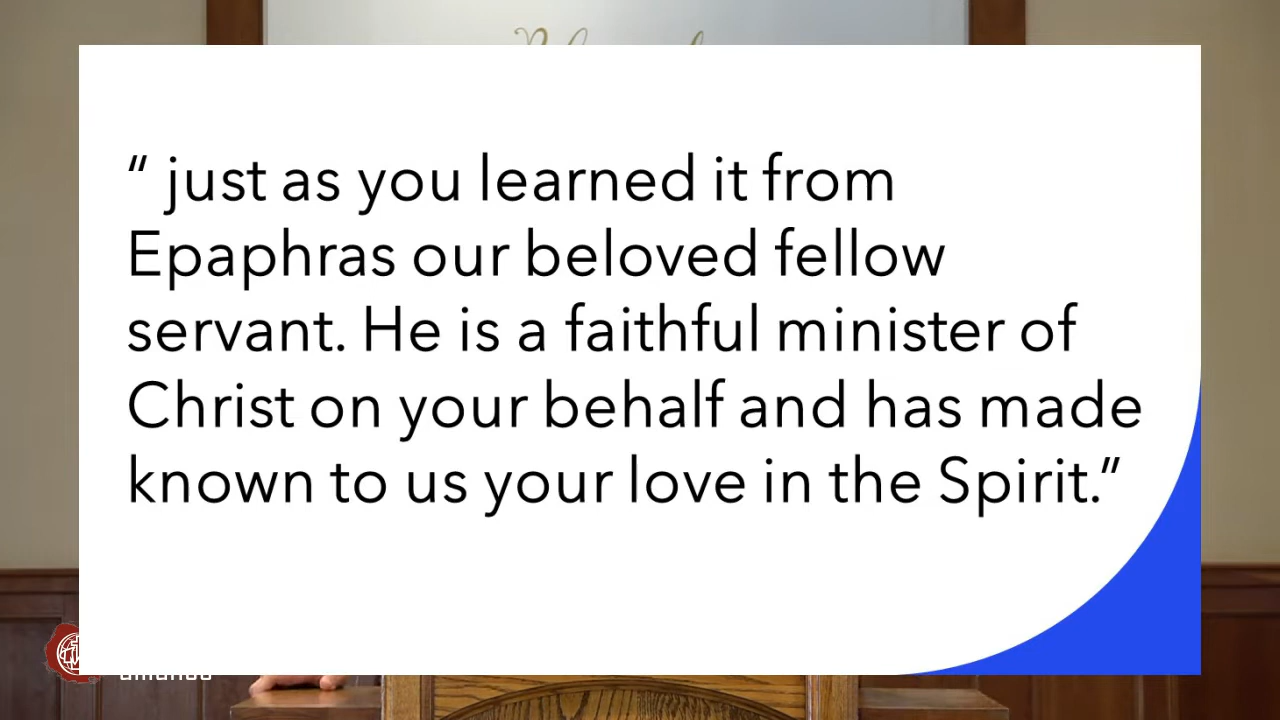 “ just as you learned it from
Epaphras our beloved fellow
servant. He is a faithful minister of
Christ on your behalf and has made
known to us your love in the Spirit.”